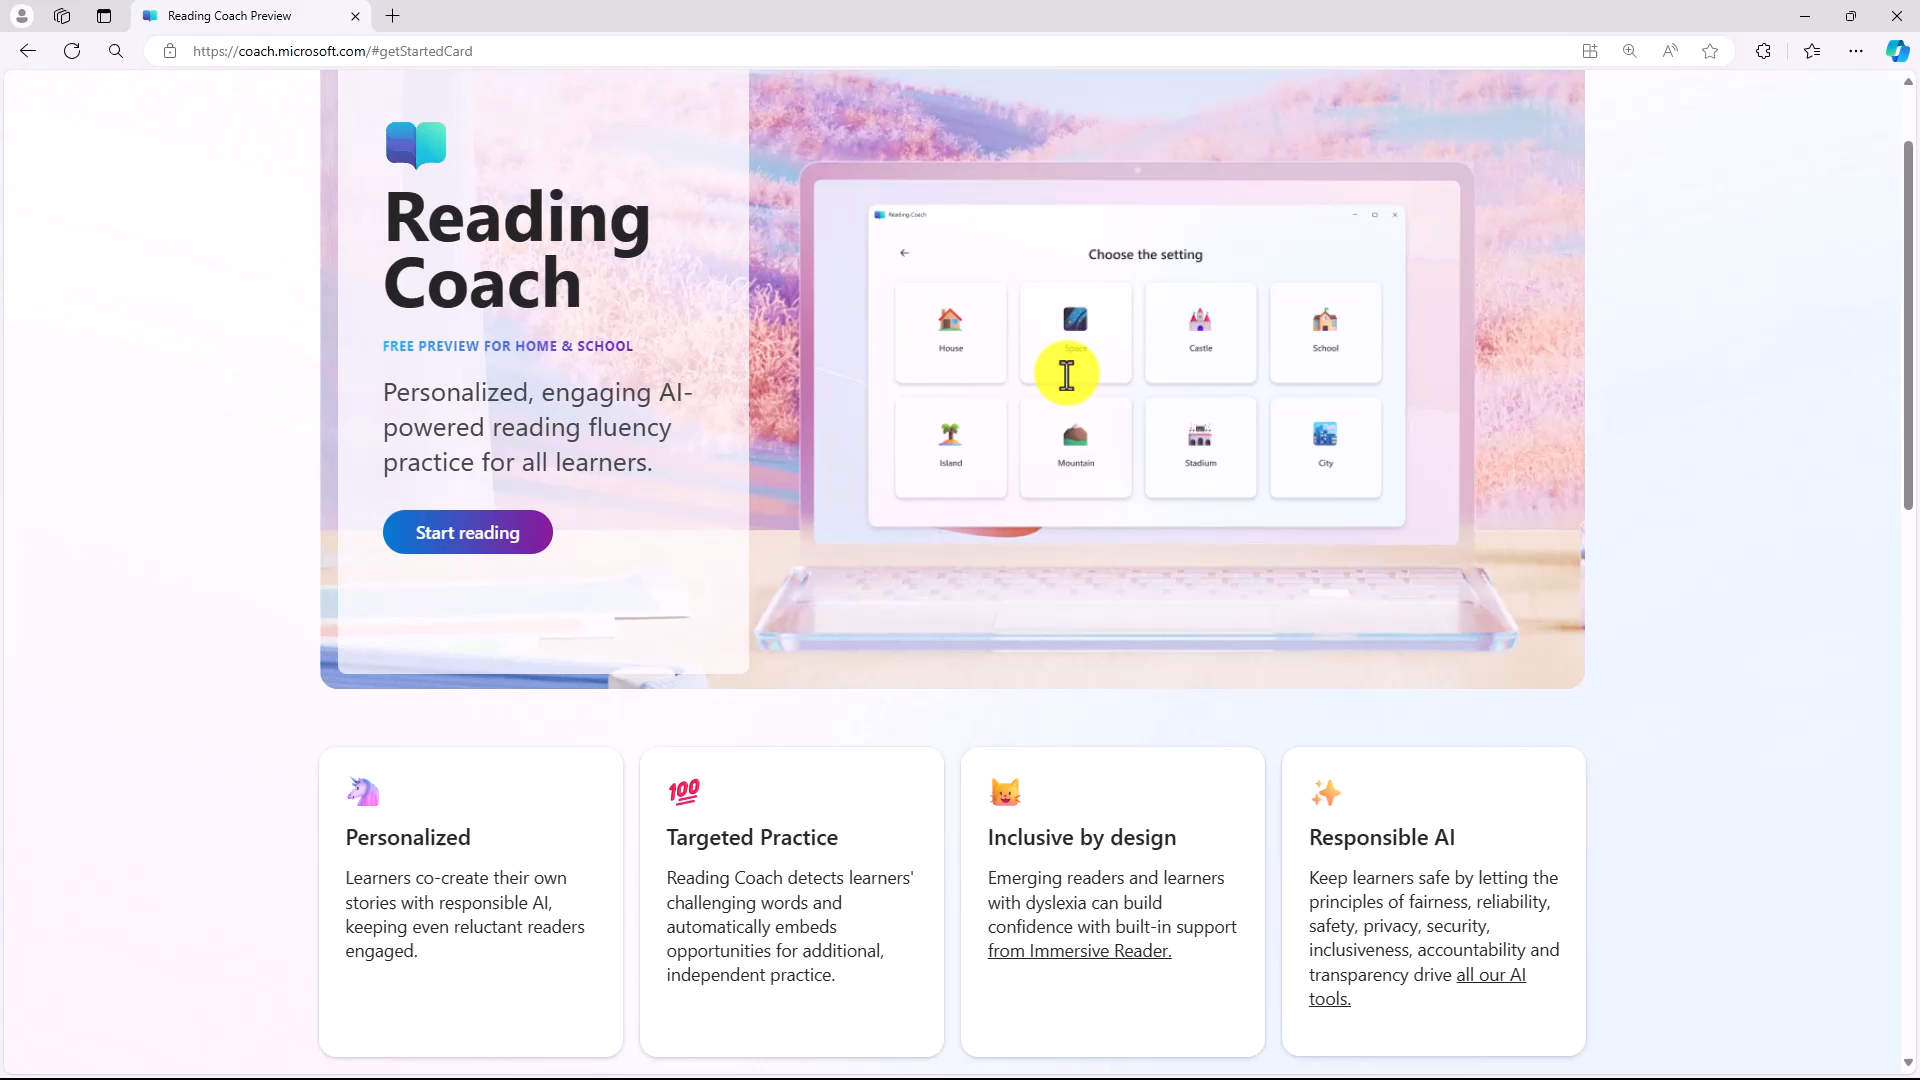 Reading Coach Preview
https://coach.microsoft.com/#getStartedCard
Reading
Coach
FREE PREVIEW FOR HOME & SCHOOL
Personalized, engaging AI-
powered reading fluency
practice for all learners.
Start reading
Reading Coach
Choose the setting
House
Space
Castle
School
Island
Mountain
Stadium
City
Personalized
Learners co-create their own
stories with responsible AI,
keeping even reluctant readers
engaged.
100
Targeted Practice
Reading Coach detects learners'
challenging words and
automatically embeds
opportunities for additional,
independent practice.
Inclusive by design
Emerging readers and learners
with dyslexia can build
confidence with built-in support
from Immersive Reader.
Responsible AI
Keep learners safe by letting the
principles of fairness, reliability,
safety, privacy, security,
inclusiveness, accountability and
transparency drive all our AI
tools.